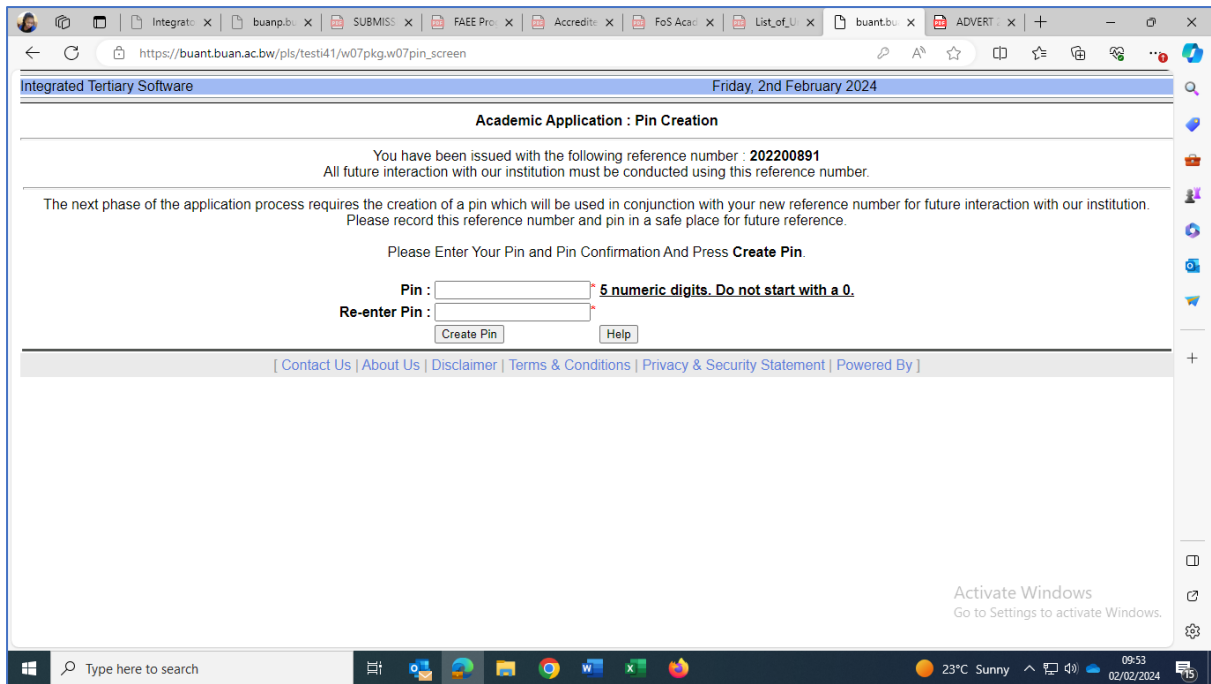 Integrato
buanp.bu
SUBMISS
FAEE Pro
Accredite
FoS Acad
List_of_U
buant.bu
ADVERT
https://buant.buan.ac.bw/pls/testi41/w07pkg.w07pin_screen
Integrated Tertiary Software Friday, 2nd February 2024
Academic Application : Pin Creation
You have been issued with the following reference number : 202200891
All future interaction with our institution must be conducted using this reference number.
The next phase of the application process requires the creation of a pin which will be used in conjunction with your new reference number for future interaction with our institution.
Please record this reference number and pin in a safe place for future reference.
Please Enter Your Pin and Pin Confirmation And Press Create Pin.
Pin : * 5 numeric digits. Do not start with a 0.
Re-enter Pin : *
Create Pin Help
[ Contact Us | About Us | Disclaimer | Terms & Conditions | Privacy & Security Statement | Powered By ]
Activate Windows
Go to Settings to activate Windows.
Type here to search
23°C Sunny
09:53
02/02/2024
15